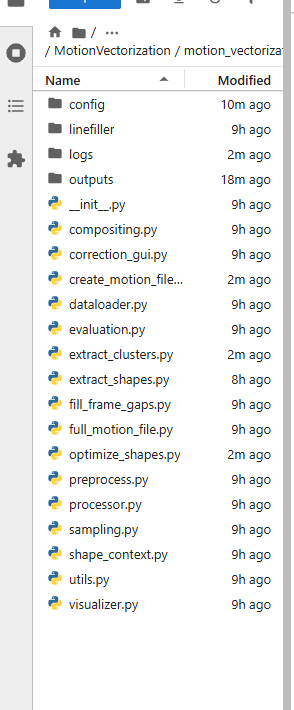 / ···
/ MotionVectorization / motion_vectorizat
Name Modified
config 10m ago
linefiller 9h ago
logs 2m ago
outputs 18m ago
__init__.py 9h ago
compositing.py 9h ago
correction_gui.py 9h ago
create_motion_file... 2m ago
dataloader.py 9h ago
evaluation.py 9h ago
extract_clusters.py 2m ago
extract_shapes.py 8h ago
fill_frame_gaps.py 9h ago
full_motion_file.py 9h ago
optimize_shapes.py 2m ago
preprocess.py 9h ago
processor.py 9h ago
sampling.py 9h ago
shape_context.py 9h ago
utils.py 9h ago
visualizer.py 9h ago